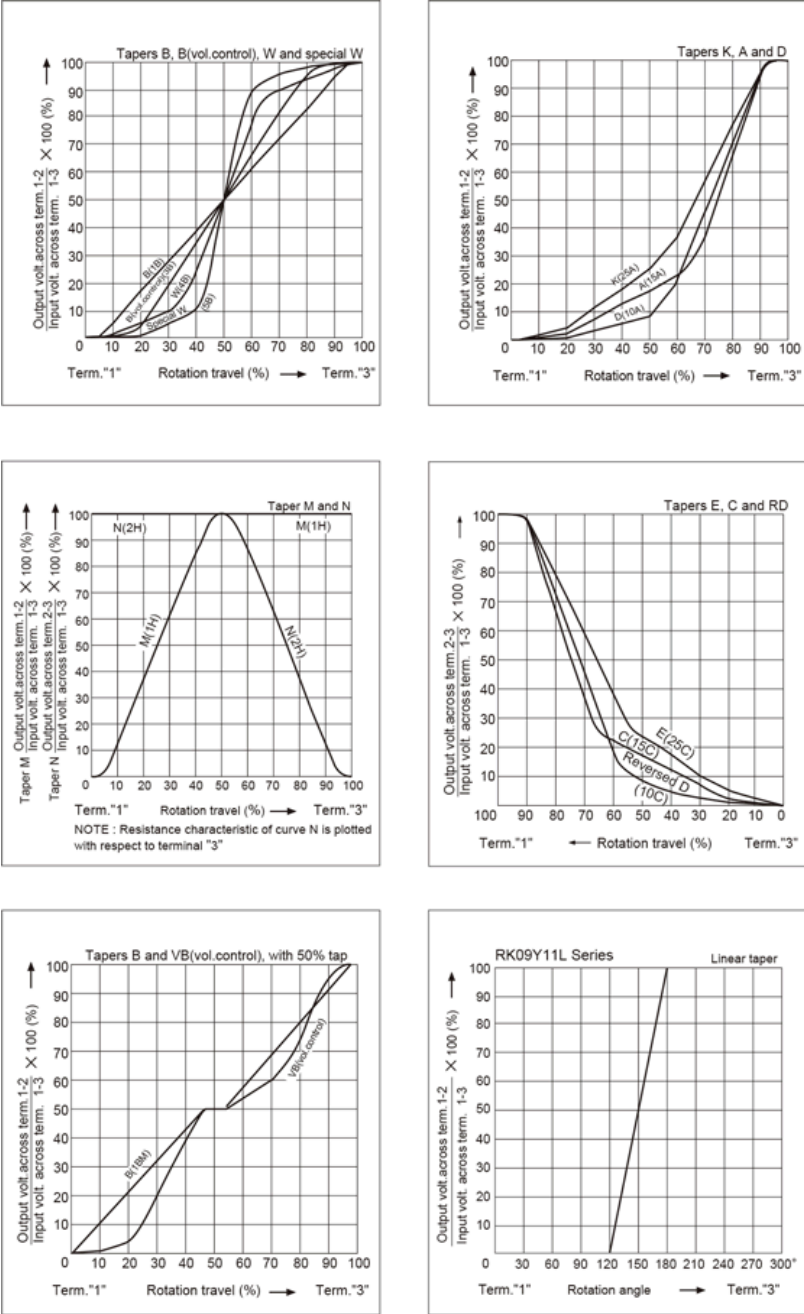 Tapers B, B(vol.control), W and special W
Output volt.across term.1-2
Input volt. across term. 1-3
× 100 (%)
100
90
80
70
60
50
40
30
20
10
B(1B)
B(vol.control)(3B)
W(4B)
Special W
(5B)
0 10 20 30 40 50 60 70 80 90 100
Term."1" Rotation travel (%) Term."3"
Tapers K, A and D
Output volt.across term.1-2
Input volt. across term. 1-3
× 100 (%)
100
90
80
70
60
50
40
30
20
10
K(25A)
A(15A)
D(10A)
0 10 20 30 40 50 60 70 80 90 100
Term."1" Rotation travel (%) Term."3"
Taper M and N
Taper M Output volt.across term.1-2
Input volt. across term. 1-3
× 100 (%)
Taper N Output volt.across term.2-3
Input volt. across term. 1-3
× 100 (%)
100
90
80
70
60
50
40
30
20
10
N(2H)
M(1H)
M(1H)
N(2H)
0 10 20 30 40 50 60 70 80 90 100
Term."1" Rotation travel (%) Term."3"
NOTE : Resistance characteristic of curve N is plotted
with respect to terminal "3"
Tapers E, C and RD
Output volt.across term.2-3
Input volt. across term. 1-3
× 100 (%)
100
90
80
70
60
50
40
30
20
10
E(25C)
C(15C)
Reversed D
(10C)
100 90 80 70 60 50 40 30 20 10 0
Term."1" Rotation travel (%) Term."3"
Tapers B and VB(vol.control), with 50% tap
Output volt.across term.1-2
Input volt. across term. 1-3
× 100 (%)
100
90
80
70
60
50
40
30
20
10
B(1BM)
VB(vol.control)
0 10 20 30 40 50 60 70 80 90 100
Term."1" Rotation travel (%) Term."3"
RK09Y11L Series
Linear taper
Output volt.across term.1-2
Input volt. across term. 1-3
× 100 (%)
100
90
80
70
60
50
40
30
20
10
0 30 60 90 120 150 180 210 240 270 300°
Term."1" Rotation angle Term."3"